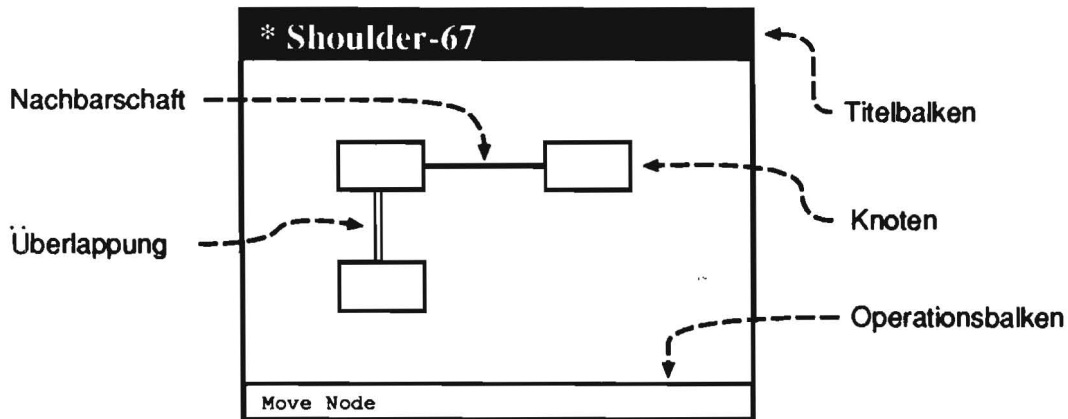 * Shoulder-67
Nachbarschaft
Titelbalken
Knoten
Überlappung
Operationsbalken
Move Node